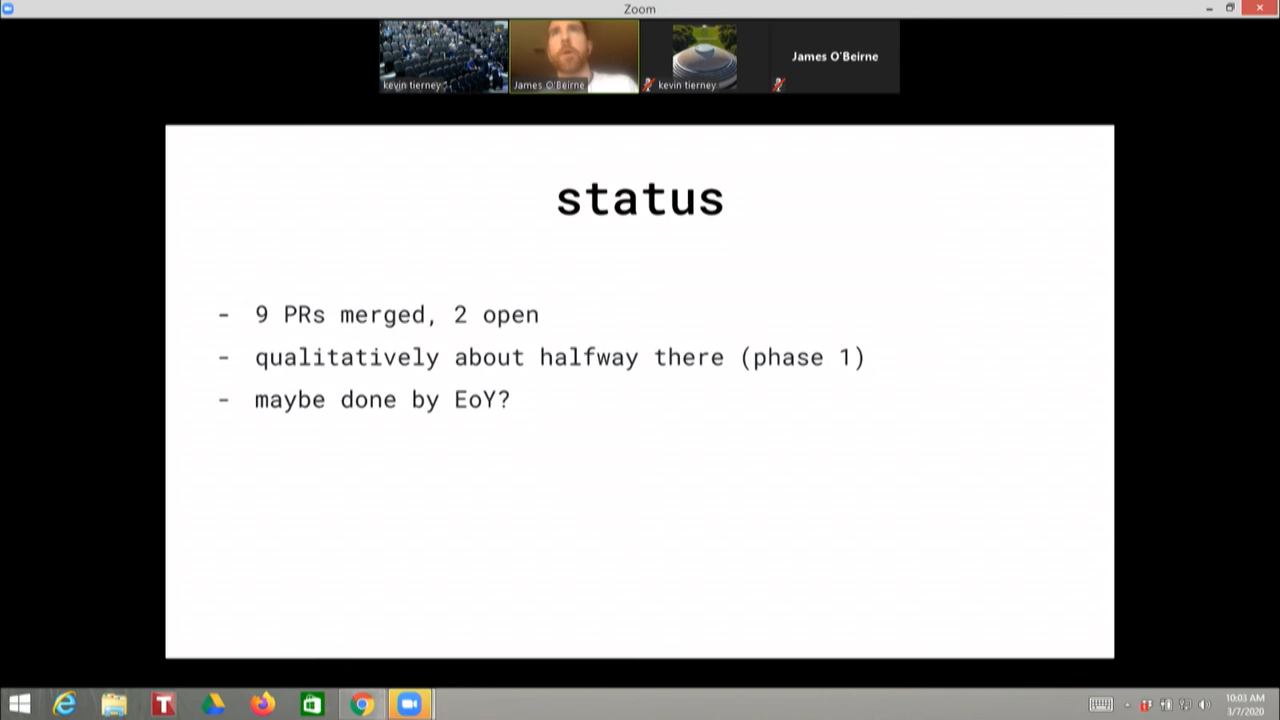 Zoom
kevin tierney
James O'Beirne
kevin tierney
James O'Beirne
status
- 9 PRs merged, 2 open
- qualitatively about halfway there (phase 1)
- maybe done by EoY?
10:03 AM
3/7/2020